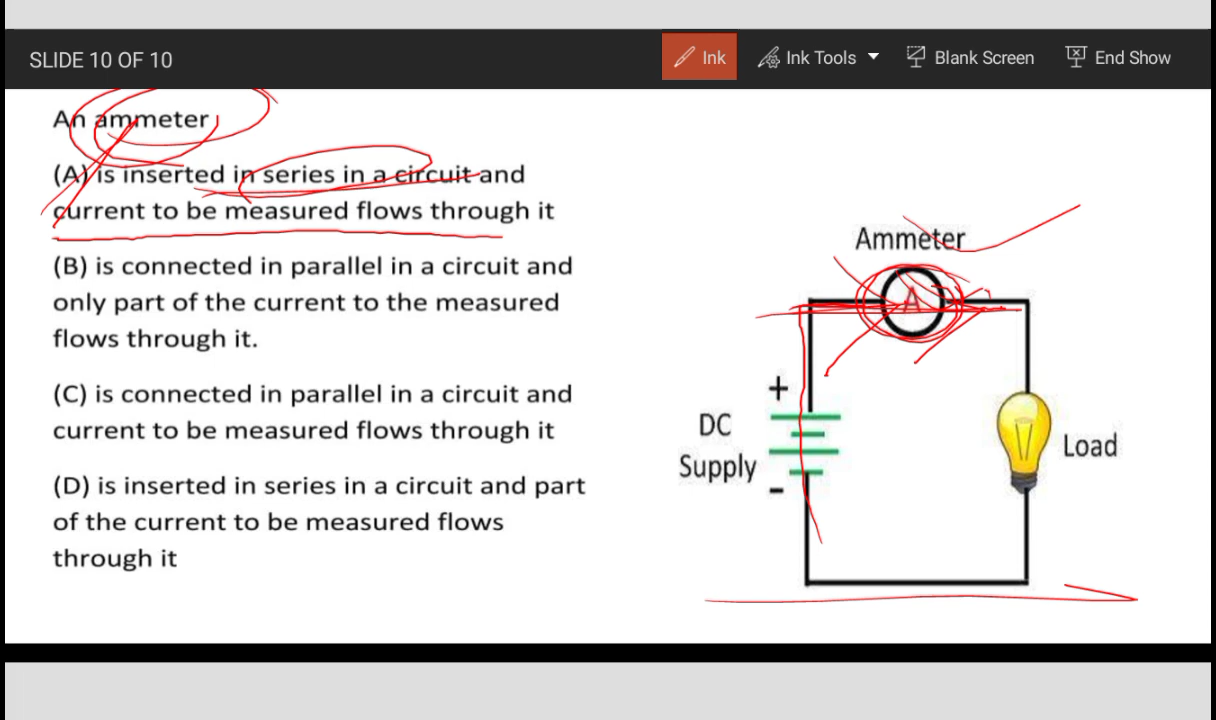 SLIDE 10 OF 10
Ink
Ink Tools
Blank Screen
End Show
An ammeter
(A) is inserted in series in a circuit and
current to be measured flows through it
(B) is connected in parallel in a circuit and
only part of the current to the measured
flows through it.
(C) is connected in parallel in a circuit and
current to be measured flows through it
(D) is inserted in series in a circuit and part
of the current to be measured flows
through it
Ammeter
A
+
DC
Supply
-
Load